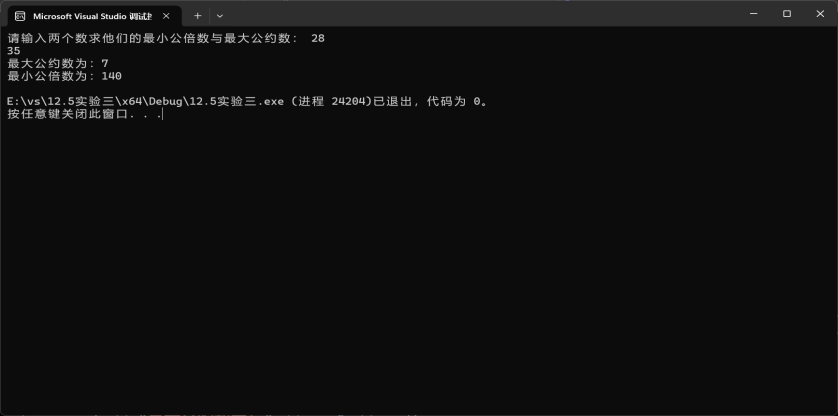 Microsoft Visual Studio 调试控
请输入两个数求他们的最小公倍数与最大公约数： 28
35
最大公约数为：7
最小公倍数为：140
E:\vs\12.5实验三\x64\Debug\12.5实验三.exe (进程 24204)已退出，代码为 0。
按任意键关闭此窗口. . .